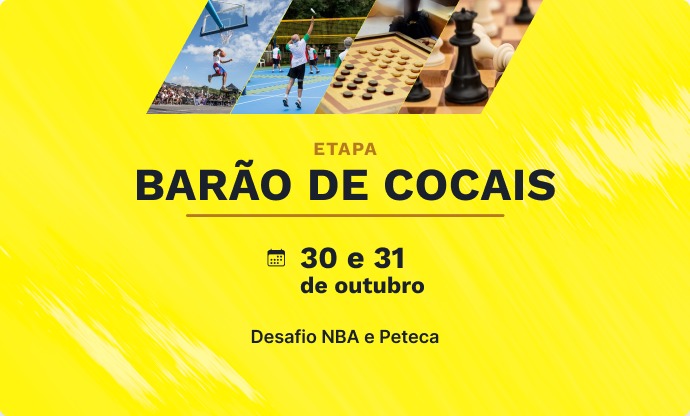 ETAPA
BARÃO DE COCAIS
30 e 31
de outubro
Desafio NBA e Peteca